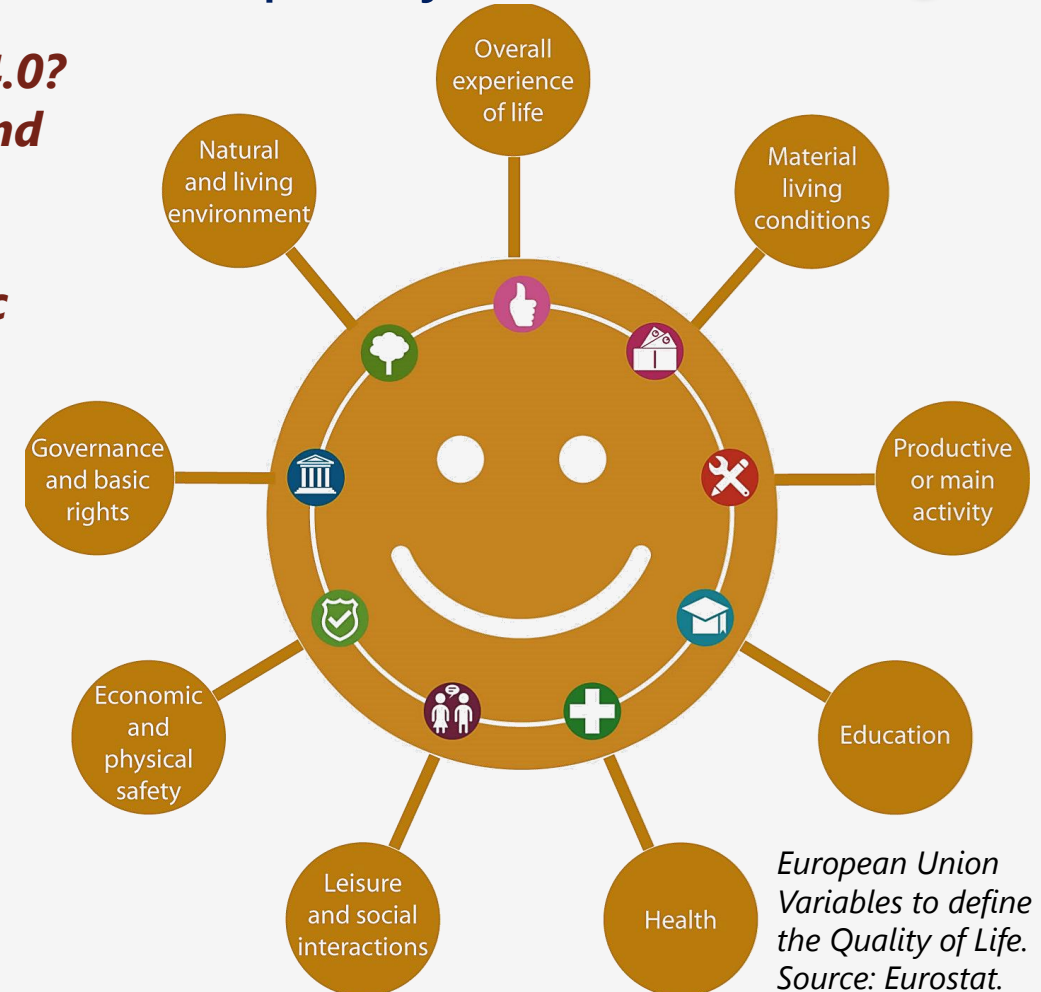 4.0?
Overall
experience
of life
Natural
and living
environment
Material
living
conditions
Governance
and basic
rights
Productive
or main
activity
Economic
and
physical
safety
Education
Leisure
and social
interactions
Health
European Union
Variables to define
the Quality of Life.
Source: Eurostat.